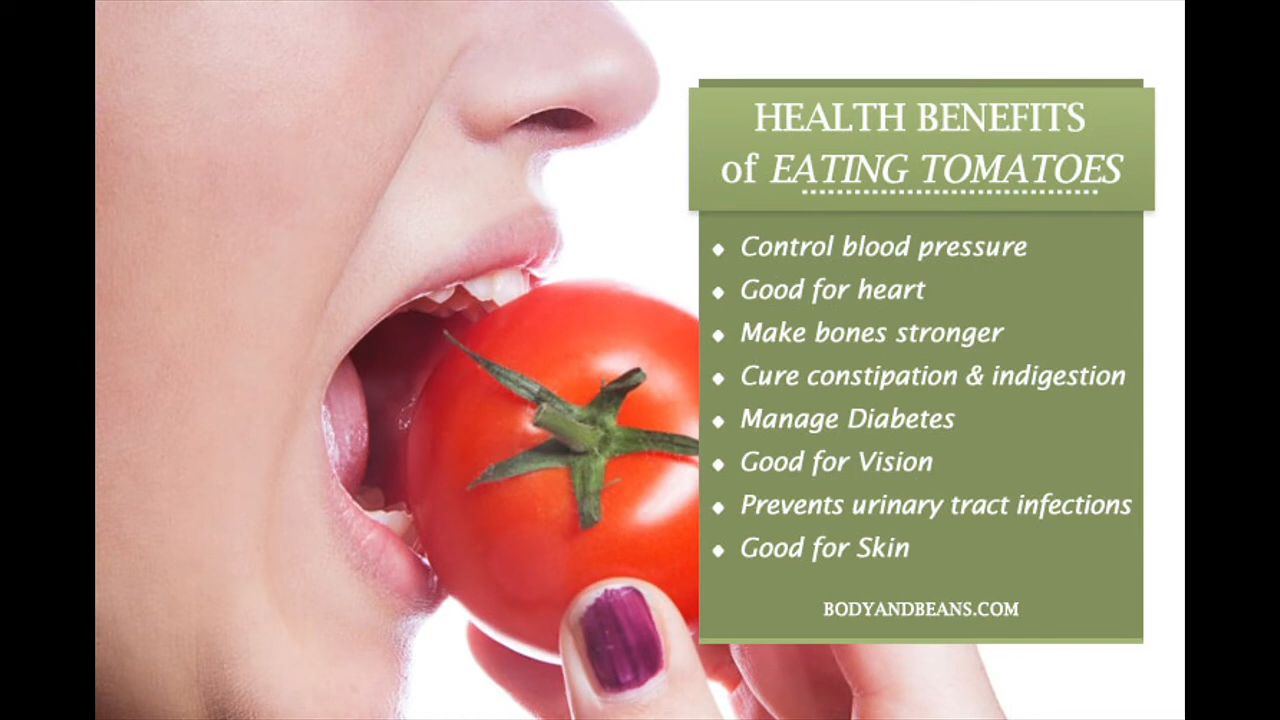 HEALTH BENEFITS
of EATING TOMATOES
Control blood pressure
Good for heart
Make bones stronger
Cure constipation & indigestion
Manage Diabetes
Good for Vision
Prevents urinary tract infections
Good for Skin
BODYANDBEANS.COM